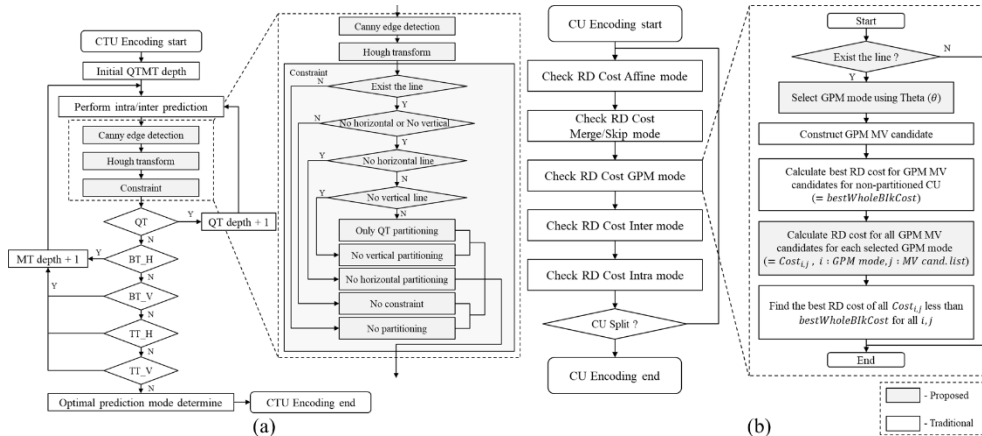 CTU Encoding start
Initial QTMT depth
Perform intra/inter prediction
Canny edge detection
Hough transform
Constraint
QT
Y
QT depth + 1
N
BT_H
Y
MT depth + 1
N
BT_V
Y
N
TT_H
N
TT_V
N
Optimal prediction mode determine
CTU Encoding end
(a)
Canny edge detection
Hough transform
Constraint
Exist the line
N
Y
No horizontal or No vertical
N
Y
No horizontal line
Y
N
No vertical line
Y
N
Only QT partitioning
No vertical partitioning
No horizontal partitioning
No constraint
No partitioning
CU Encoding start
Check RD Cost Affine mode
Check RD Cost
Merge/Skip mode
Check RD Cost GPM mode
Check RD Cost Inter mode
Check RD Cost Intra mode
CU Split ?
CU Encoding end
(b)
Start
Exist the line ?
N
Y
Select GPM mode using Theta (θ)
Construct GPM MV candidate
Calculate best RD cost for GPM MV
candidates for non-partitioned CU
(= bestWholeBlkCost)
Calculate RD cost for all GPM MV
candidates for each selected GPM mode
(= Cost_{i,j} , i : GPM mode, j : MV cand. list)
Find the best RD cost of all Cost_{i,j} less than
bestWholeBlkCost for all i, j
End
- Proposed
- Traditional